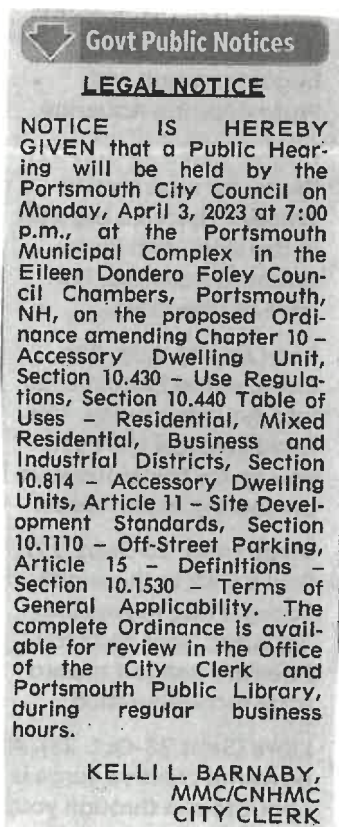 Govt Public Notices
LEGAL NOTICE
NOTICE IS HEREBY
GIVEN that a Public Hear-
ing will be held by the
Portsmouth City Council on
Monday, April 3, 2023 at 7:00
p.m., at the Portsmouth
Municipal Complex in the
Eileen Dondero Foley Coun-
cil Chambers, Portsmouth,
NH, on the proposed Ordi-
nance amending Chapter 10 –
Accessory Dwelling Unit,
Section 10.430 – Use Regula-
tions, Section 10.440 Table of
Uses – Residential, Mixed
Residential, Business and
Industrial Districts, Section
10.814 – Accessory Dwelling
Units, Article 11 – Site Devel-
opment Standards, Section
10.1110 – Off-Street Parking,
Article 15 – Definitions –
Section 10.1530 – Terms of
General Applicability. The
complete Ordinance is avail-
able for review in the Office
of the City Clerk and
Portsmouth Public Library,
during regular business
hours.
KELLI L. BARNABY,
MMC/CNHMC
CITY CLERK